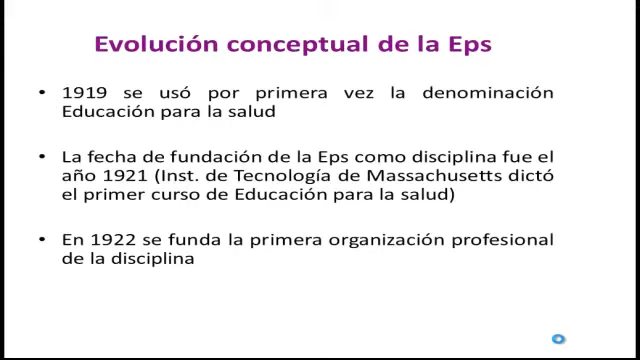 Evolución conceptual de la Eps
• 1919 se usó por primera vez la denominación
Educación para la salud
• La fecha de fundación de la Eps como disciplina fue el
año 1921 (Inst. de Tecnología de Massachusetts dictó
el primer curso de Educación para la salud)
• En 1922 se funda la primera organización profesional
de la disciplina